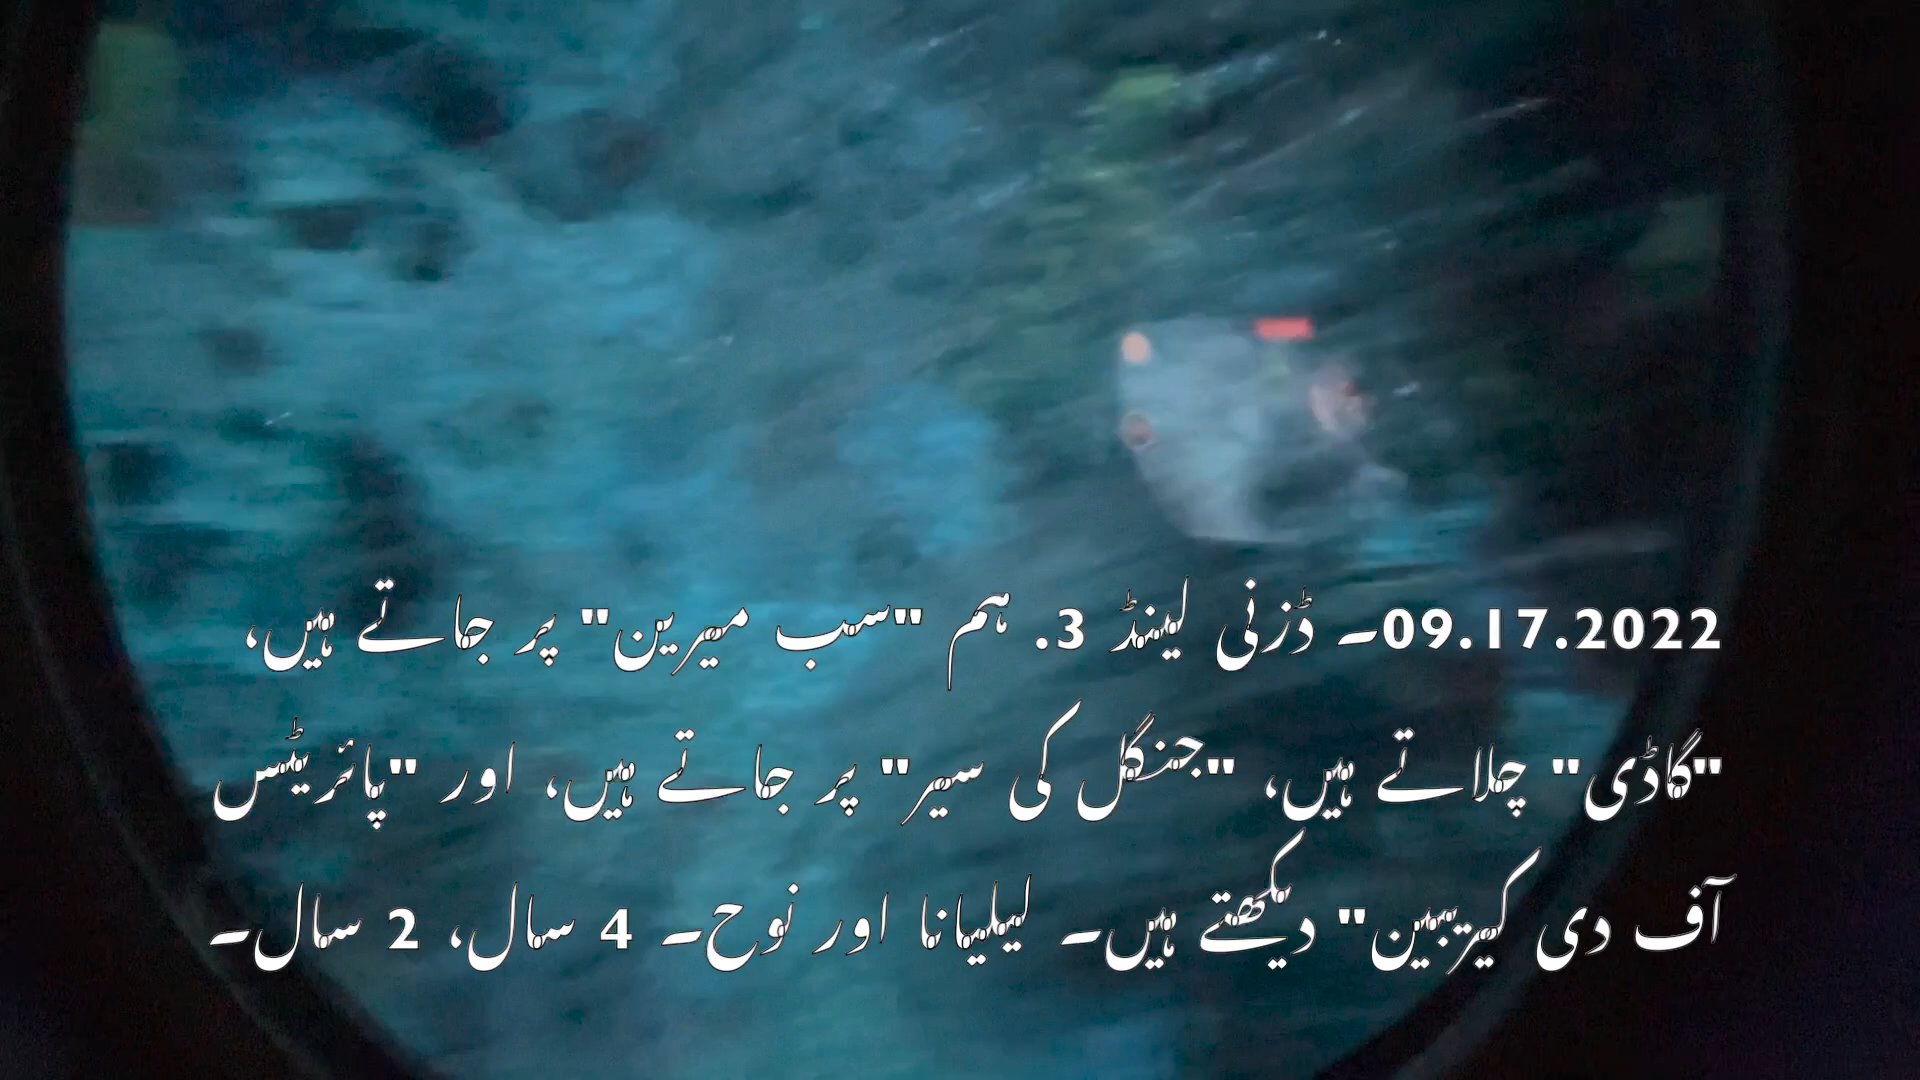 09.17.2022۔ ڈزنی لینڈ 3. ہم "سب میرین" پر جاتے ہیں،
"گاڈی" چلاتے ہیں، "جنگل کی سیر" پر جاتے ہیں، اور "پائریٹس
آف دی کیریبین" دیکھتے ہیں۔ لیلیانا اور نوح۔ 4 سال، 2 سال۔